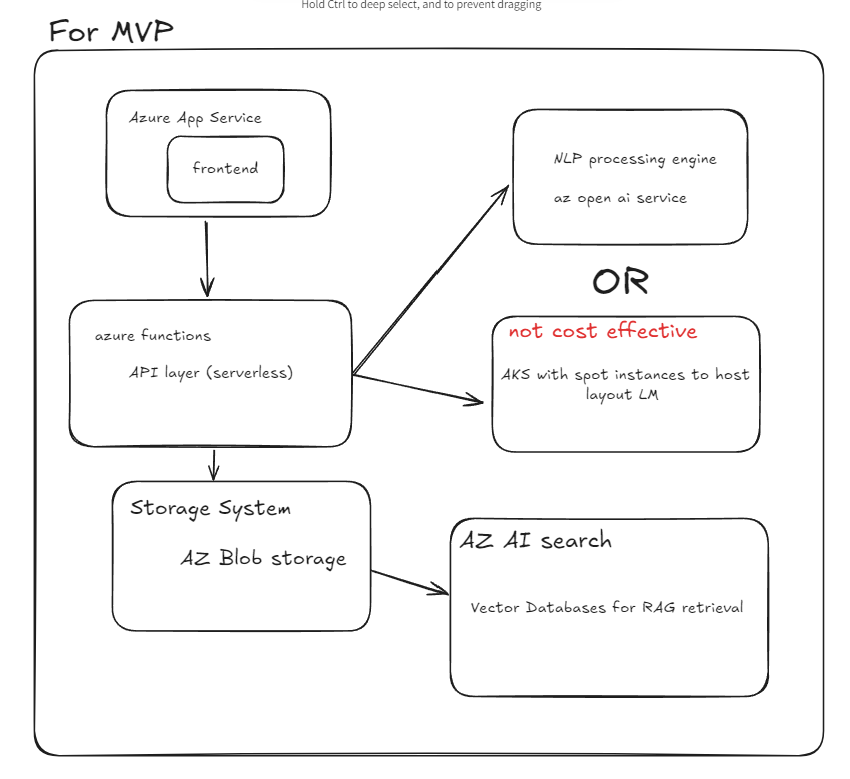 Hold Ctrl to deep select, and to prevent dragging
For MVP
Azure App Service
frontend
NLP processing engine
az open ai service
OR
azure functions
API layer (serverless)
not cost effective
AKS with spot instances to host
layout LM
Storage System
AZ Blob storage
AZ AI search
Vector Databases for RAG retrieval